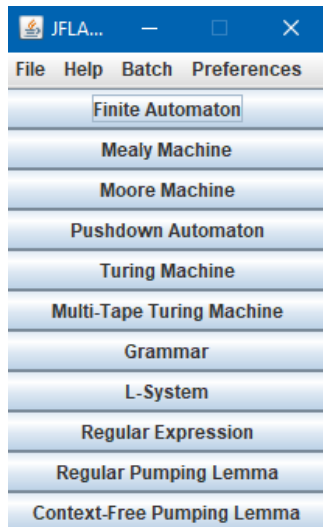 JFLA...
File Help Batch Preferences
Finite Automaton
Mealy Machine
Moore Machine
Pushdown Automaton
Turing Machine
Multi-Tape Turing Machine
Grammar
L-System
Regular Expression
Regular Pumping Lemma
Context-Free Pumping Lemma